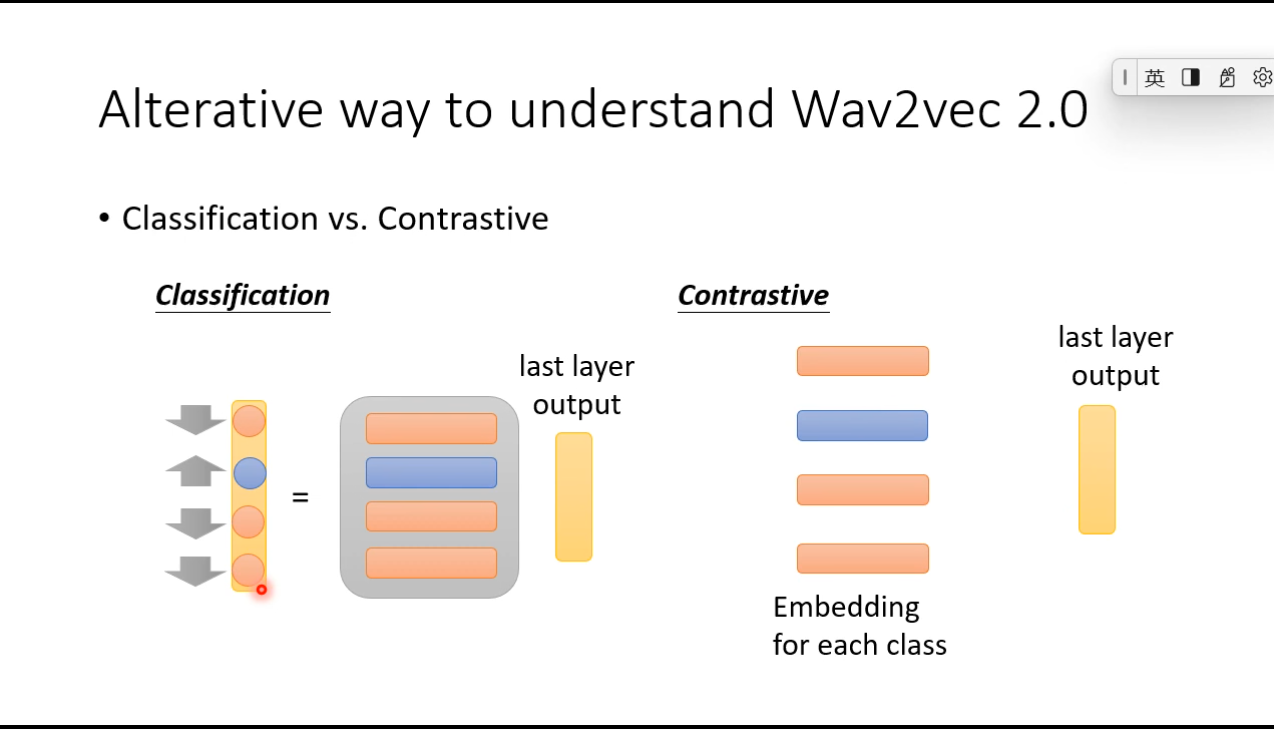 Alterative way to understand Wav2vec 2.0
英
• Classification vs. Contrastive
Classification
Contrastive
last layer
output
=
last layer
output
Embedding
for each class